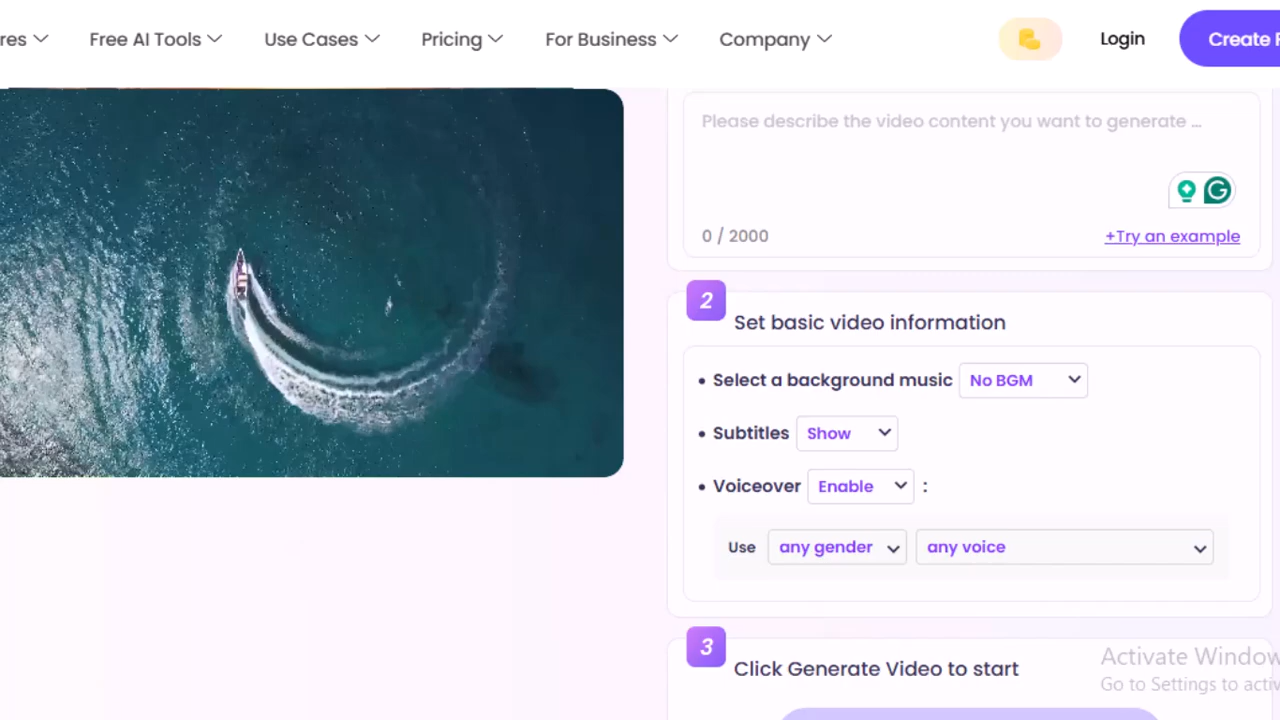 res Free AI Tools Use Cases Pricing For Business Company Login Create F
Please describe the video content you want to generate ...
0 / 2000 +Try an example
2
Set basic video information
• Select a background music No BGM
• Subtitles Show
• Voiceover Enable :
Use any gender any voice
3
Click Generate Video to start
Activate Window
Go to Settings to activ